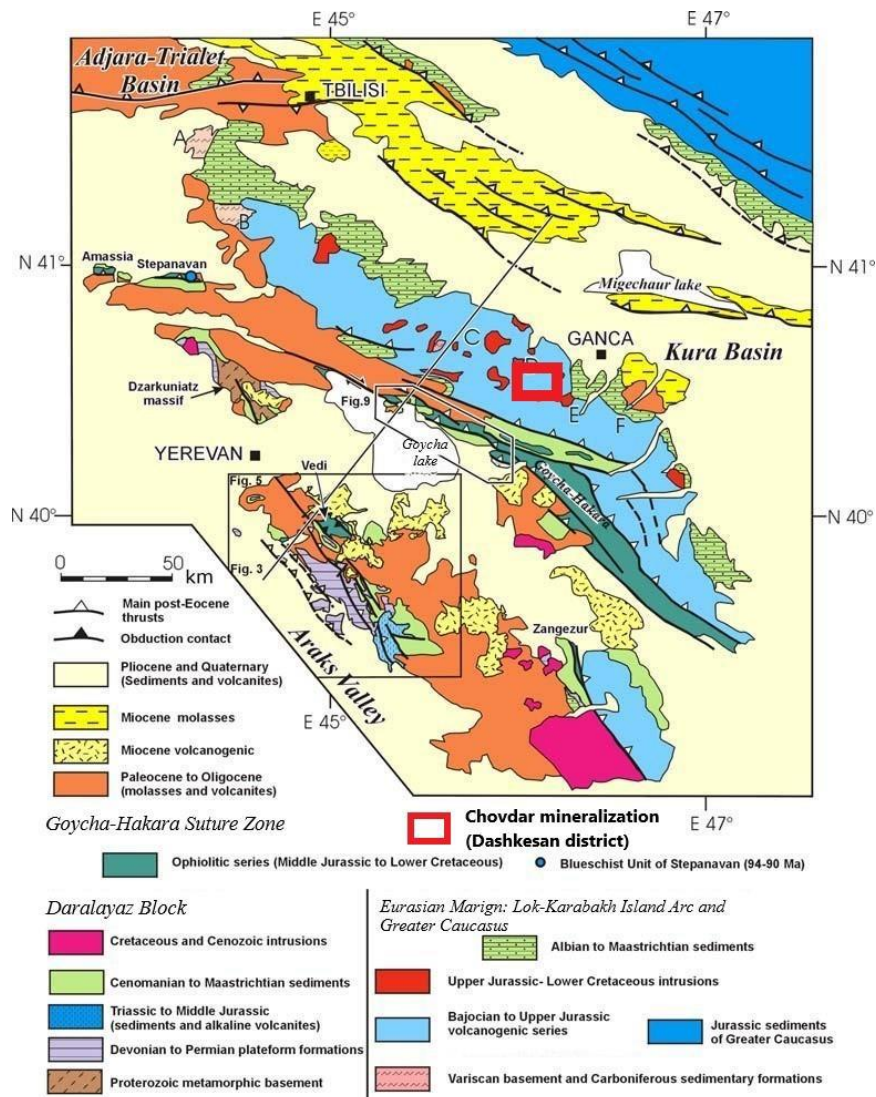 E 45°
E 47°
Adjara-Trialet
Basin
TBILISI
A
B
N 41°
N 41°
Amassia
Stepanavan
Migechaur lake
C
GANCA
Kura Basin
Dzarkuniatz
massif
Fig.9
E
F
YEREVAN
Goycha
lake
Vedi
Goycha-Hakara
Fig. 5
N 40°
N 40°
0 50
km
Fig. 3
Main post-Eocene
thrusts
Obduction contact
Araks Valley
Zangezur
Pliocene and Quaternary
(Sediments and volcanites)
E 45°
Miocene molasses
Miocene volcanogenic
Paleocene to Oligocene
(molasses and volcanites)
E 47°
Goycha-Hakara Suture Zone
Chovdar mineralization
(Dashkesan district)
Ophiolitic series (Middle Jurassic to Lower Cretaceous)
Blueschist Unit of Stepanavan (94-90 Ma)
Daralayaz Block
Cretaceous and Cenozoic intrusions
Cenomanian to Maastrichtian sediments
Triassic to Middle Jurassic
(sediments and alkaline volcanites)
Devonian to Permian plateform formations
Proterozoic metamorphic basement
Eurasian Marign: Lok-Karabakh Island Arc and
Greater Caucasus
Albian to Maastrichtian sediments
Upper Jurassic- Lower Cretaceous intrusions
Bajocian to Upper Jurassic
volcanogenic series
Jurassic sediments
of Greater Caucasus
Variscan basement and Carboniferous sedimentary formations